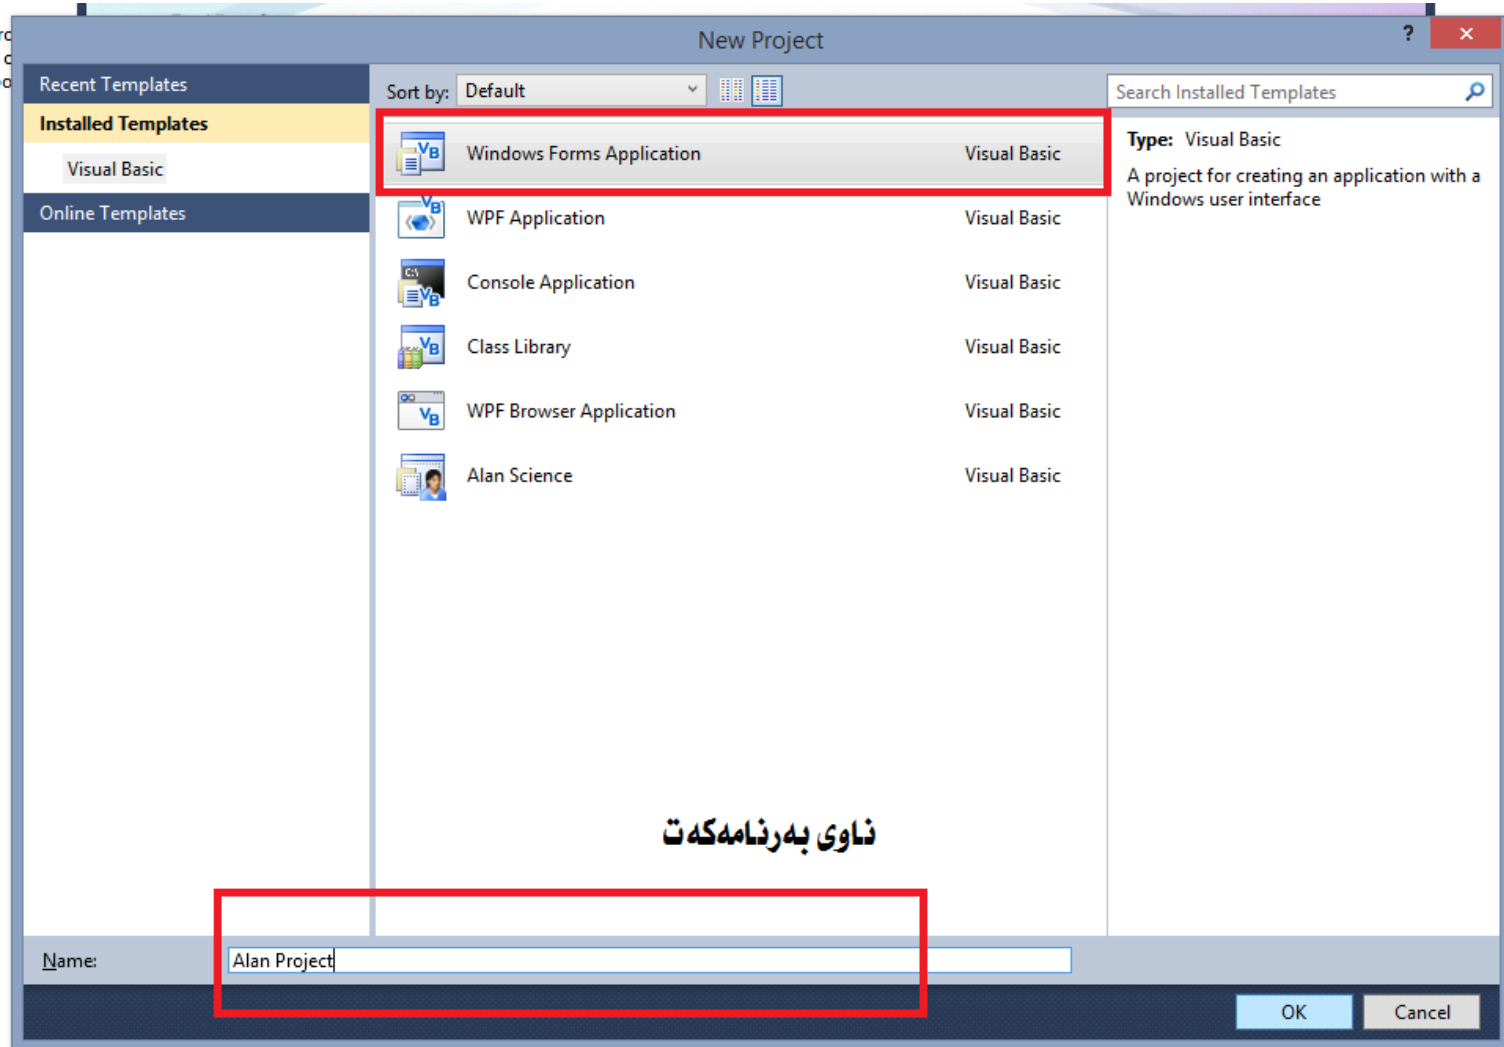 New Project
?
Recent Templates
Installed Templates
Visual Basic
Online Templates
Sort by: Default
Search Installed Templates
Windows Forms Application Visual Basic
WPF Application Visual Basic
Console Application Visual Basic
Class Library Visual Basic
WPF Browser Application Visual Basic
Alan Science Visual Basic
Type: Visual Basic
A project for creating an application with a
Windows user interface
ناوی بەرنامەکەت
Name: Alan Project
OK Cancel